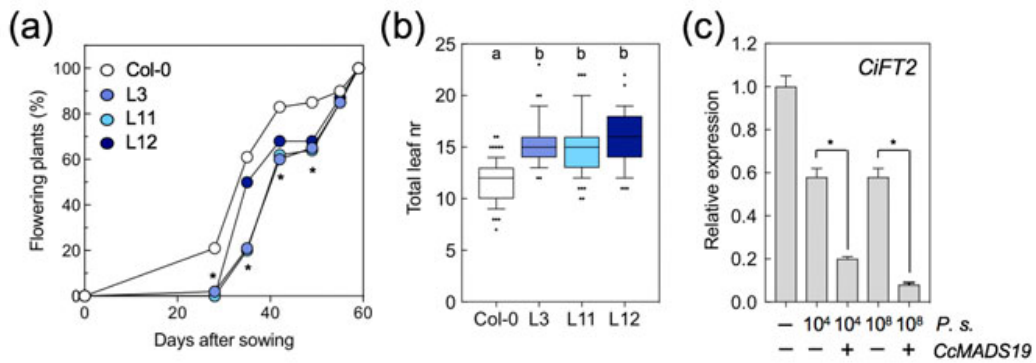 (a)
Flowering plants (%)
100
80
60
40
20
0
Col-0
L3
L11
L12
*
*
*
*
0 20 40 60
Days after sowing
(b)
Total leaf nr
25
20
15
10
5
0
a b b b
Col-0 L3 L11 L12
(c)
Relative expression
1.2
1.0
0.8
0.6
0.4
0.2
0.0
CiFT2
* *
– 10⁴ 10⁴ 10⁸ 10⁸ P. s.
– – + – + CcMADS19